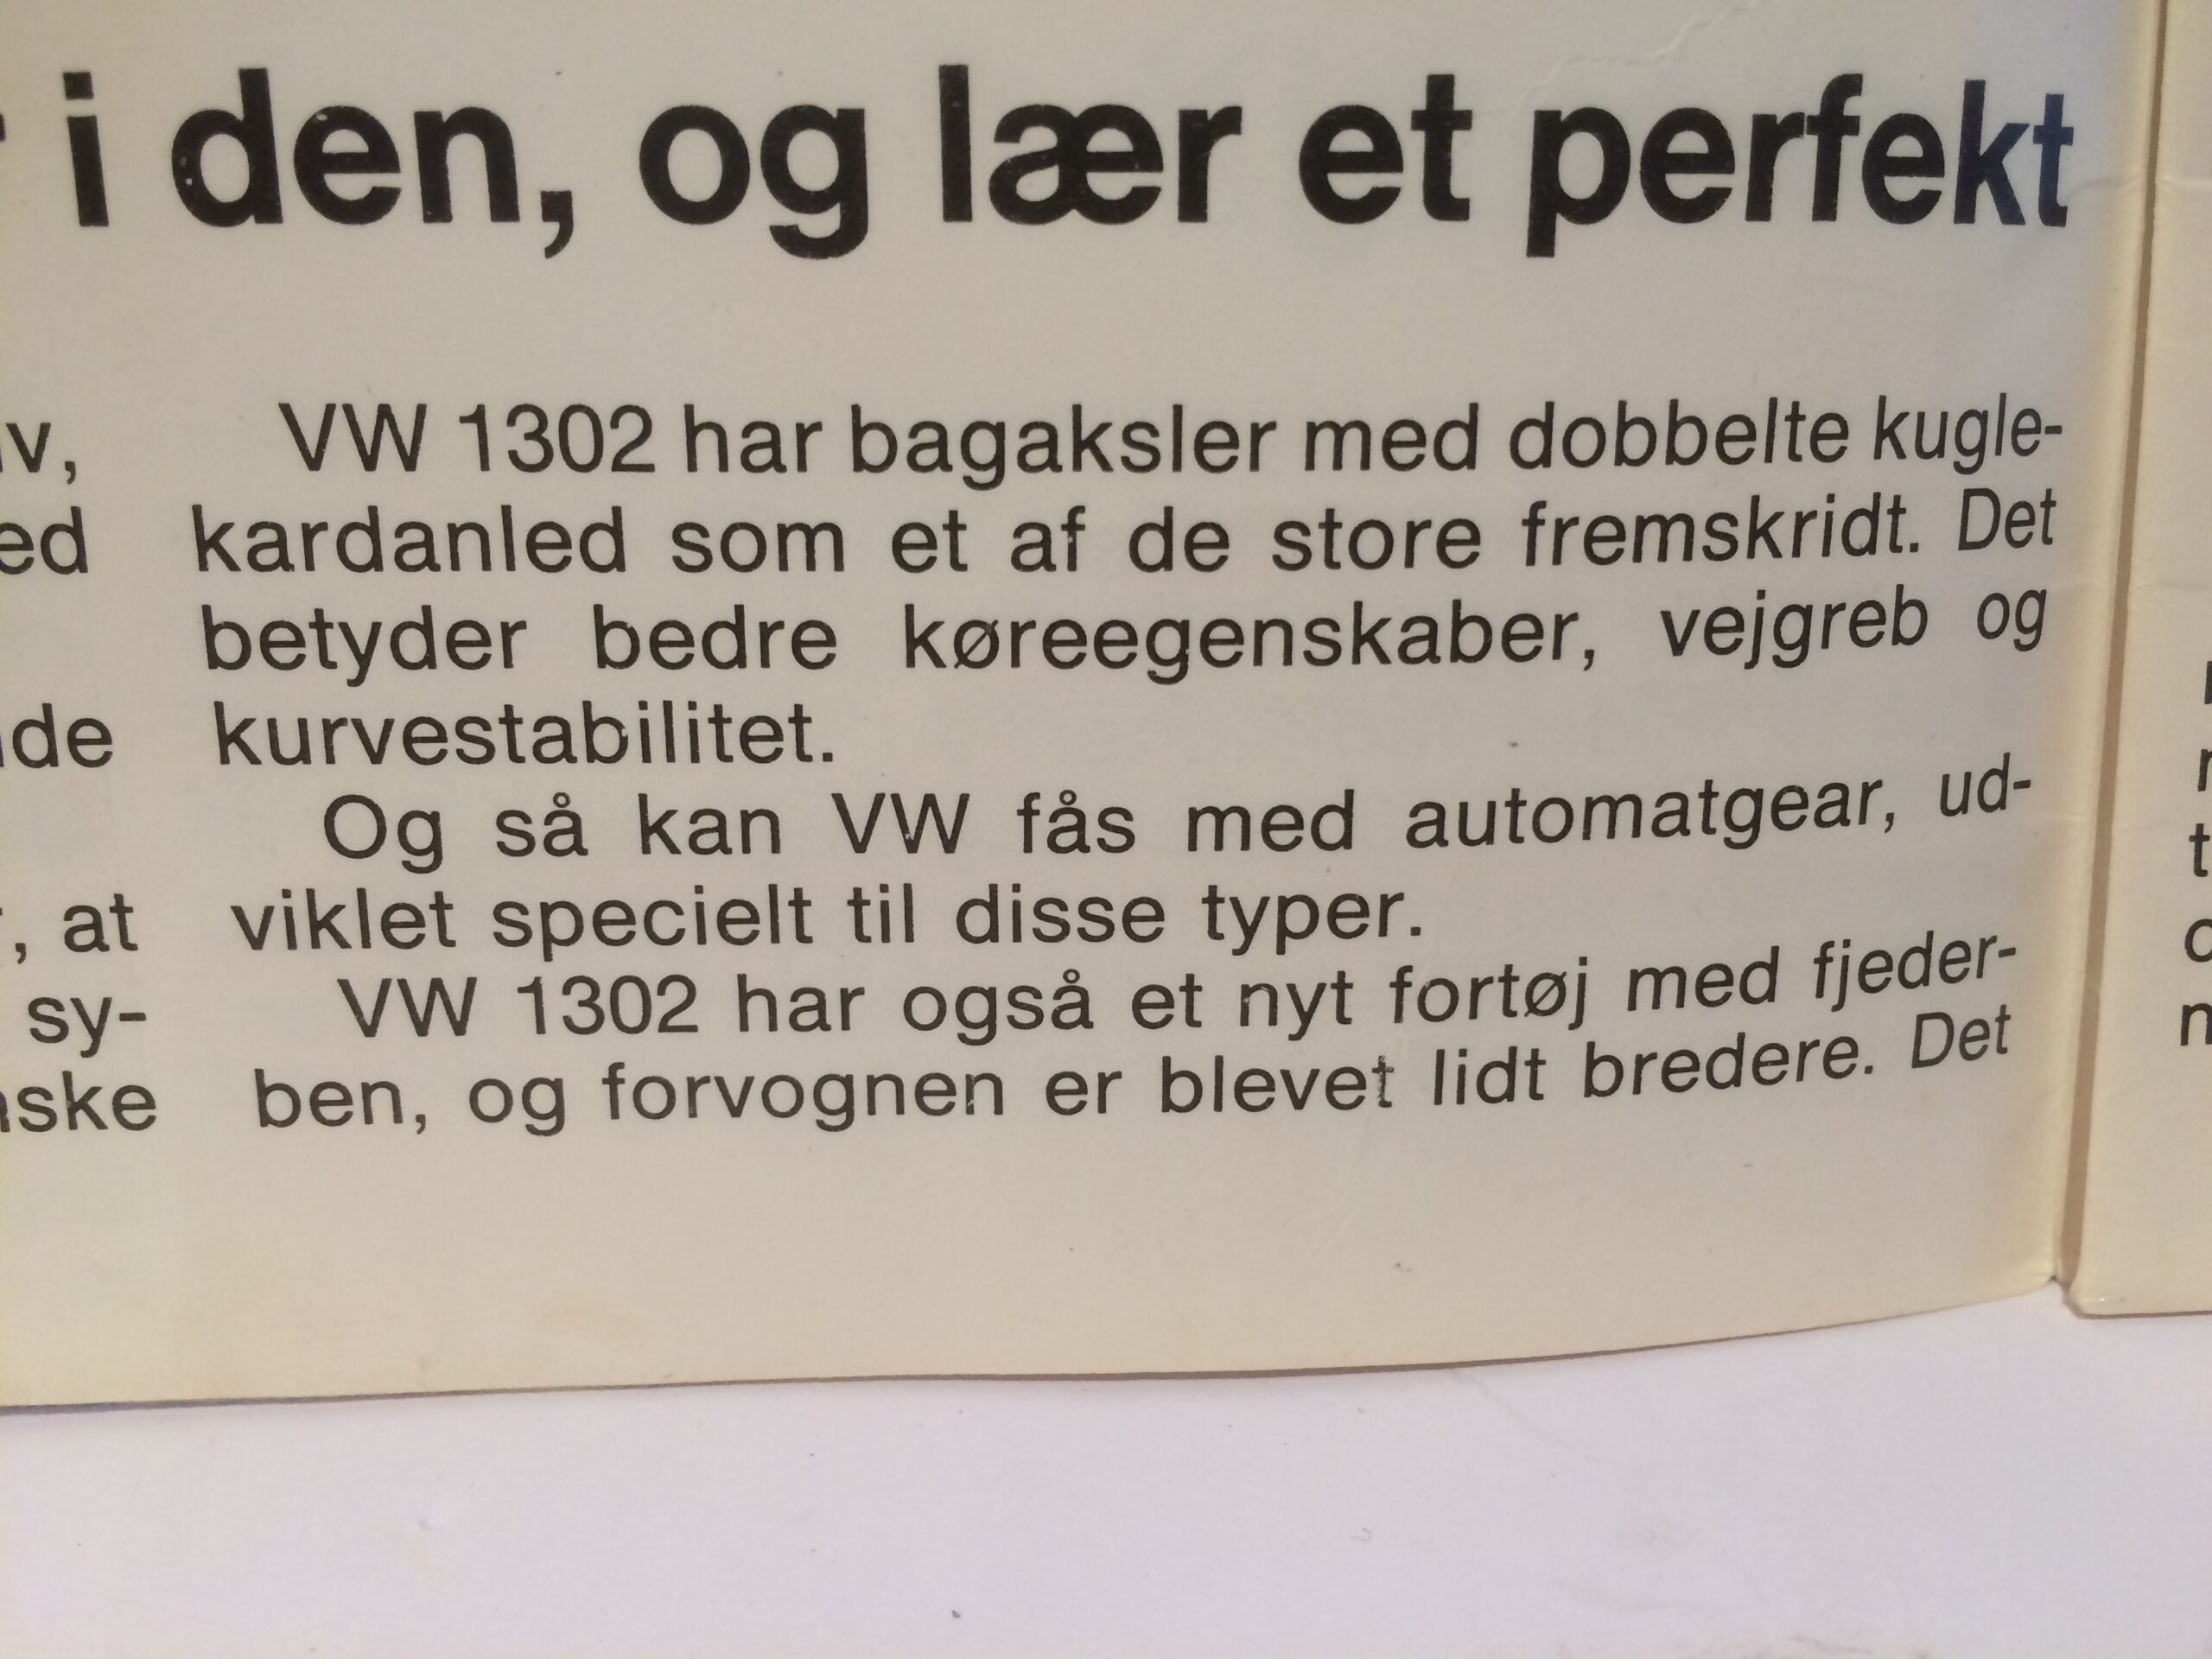 i den, og lær et perfekt
VW 1302 har bagaksler med dobbelte kugle-
kardanled som et af de store fremskridt. Det
betyder bedre køreegenskaber, vejgreb og
kurvestabilitet.
Og så kan VW fås med automatgear, ud-
viklet specielt til disse typer.
VW 1302 har også et nyt fortøj med fjeder-
ben, og forvognen er blevet lidt bredere. Det
, at
sy-